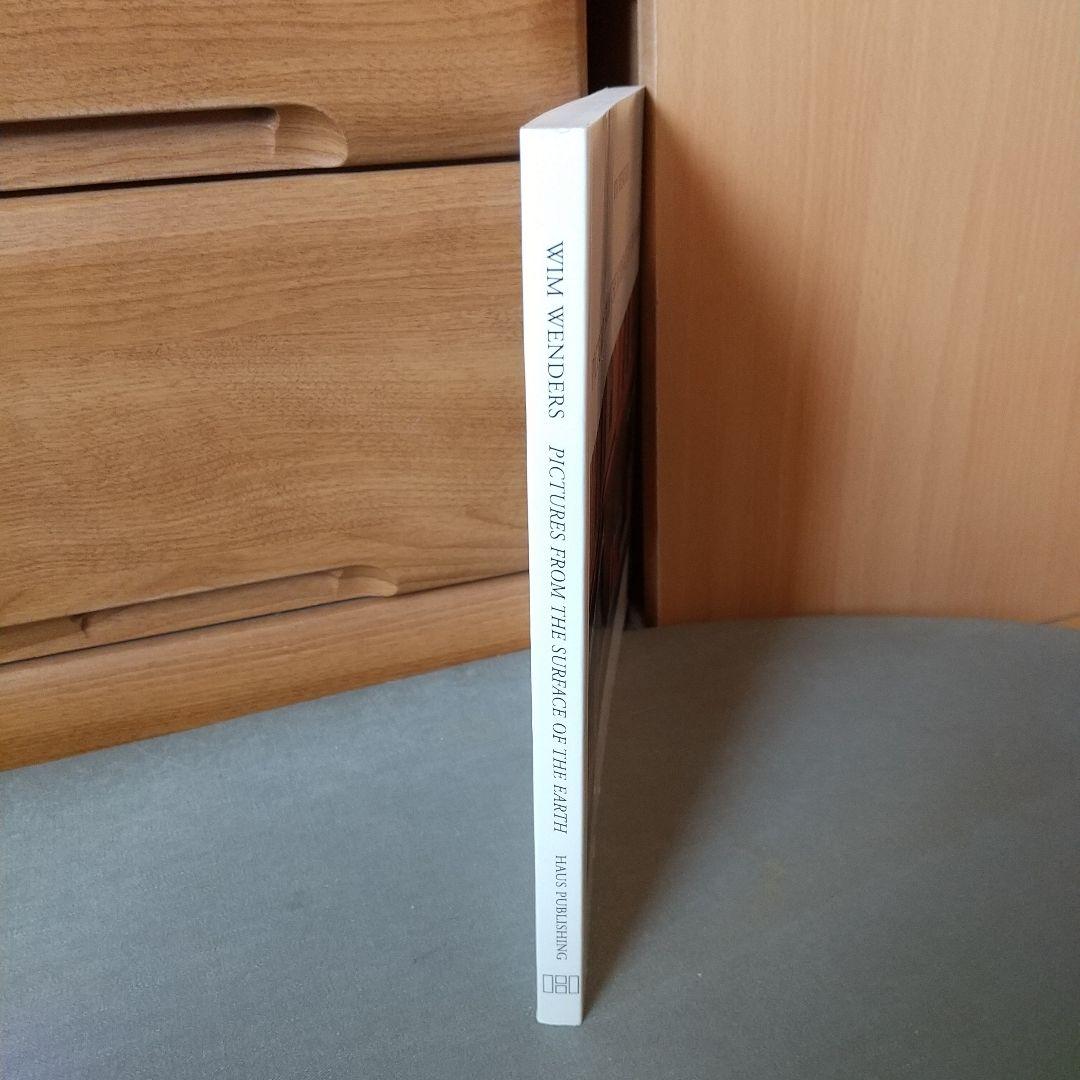 WIM WENDERS PICTURES FROM THE SURFACE OF THE EARTH HAUS PUBLISHING